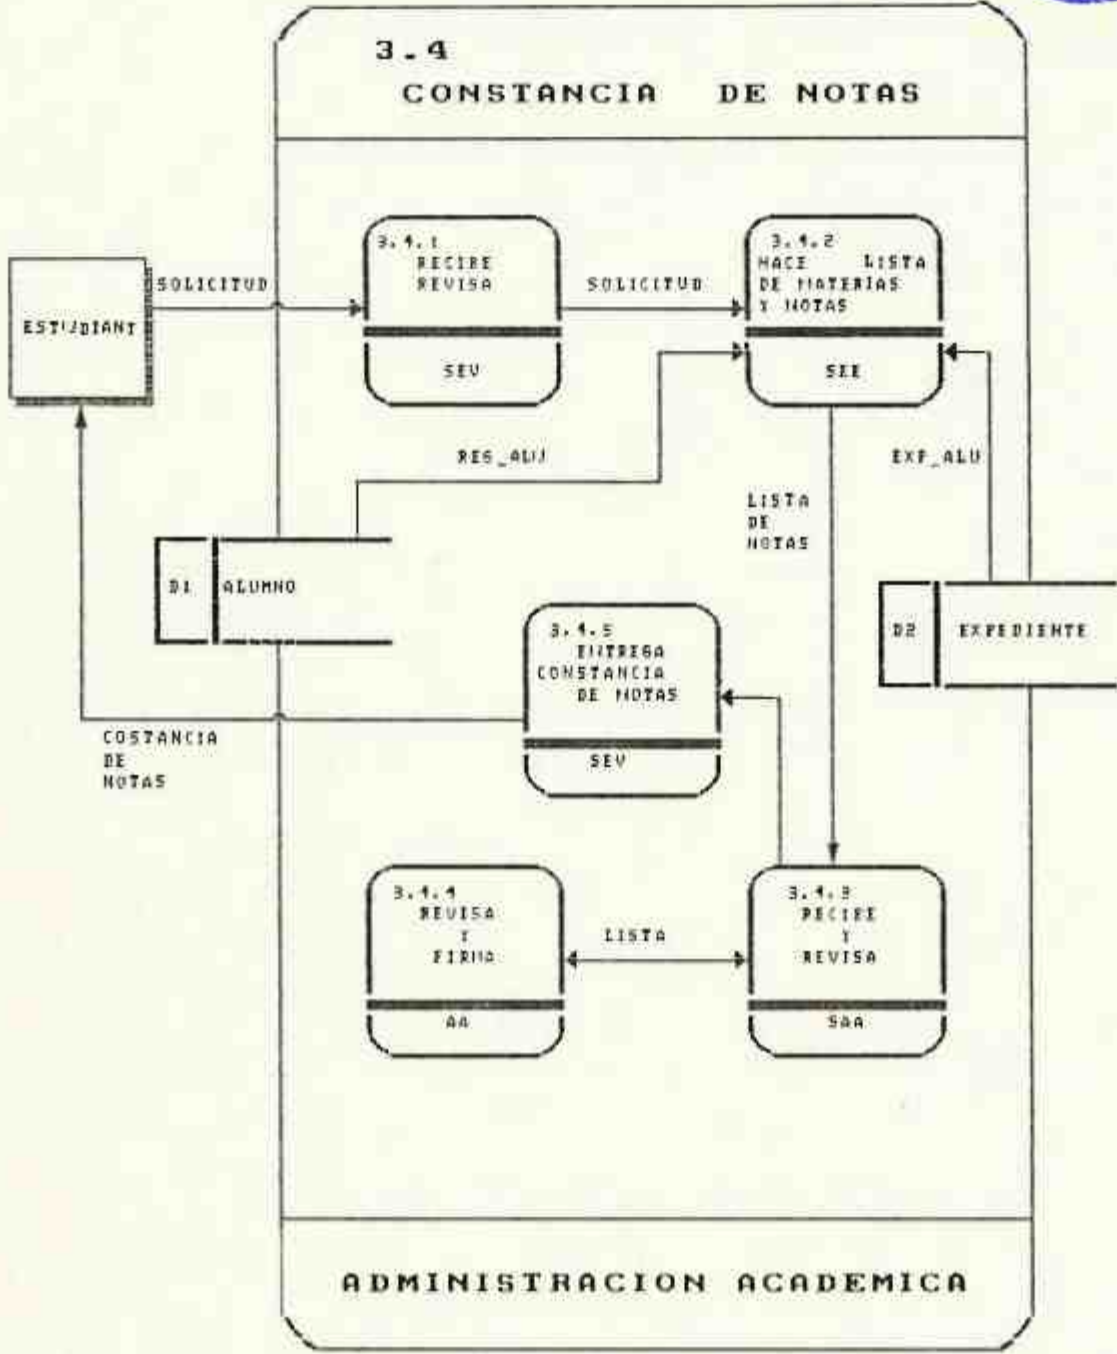 3.4
CONSTANCIA DE NOTAS
3.4.1
RECIBE
REVISA
SEV
3.4.2
HACE LISTA
DE MATERIAS
Y NOTAS
SEE
ESTUDIANT
SOLICITUD
SOLICITUD
REG_ALU
EXP_ALU
LISTA
DE
NOTAS
D1 ALUMNO
D2 EXPEDIENTE
3.4.5
ENTREGA
CONSTANCIA
DE NOTAS
SEV
COSTANCIA
DE
NOTAS
3.4.4
REVISA
Y
FIRMA
AA
LISTA
3.4.3
RECIBE
Y
REVISA
SAA
ADMINISTRACION ACADEMICA